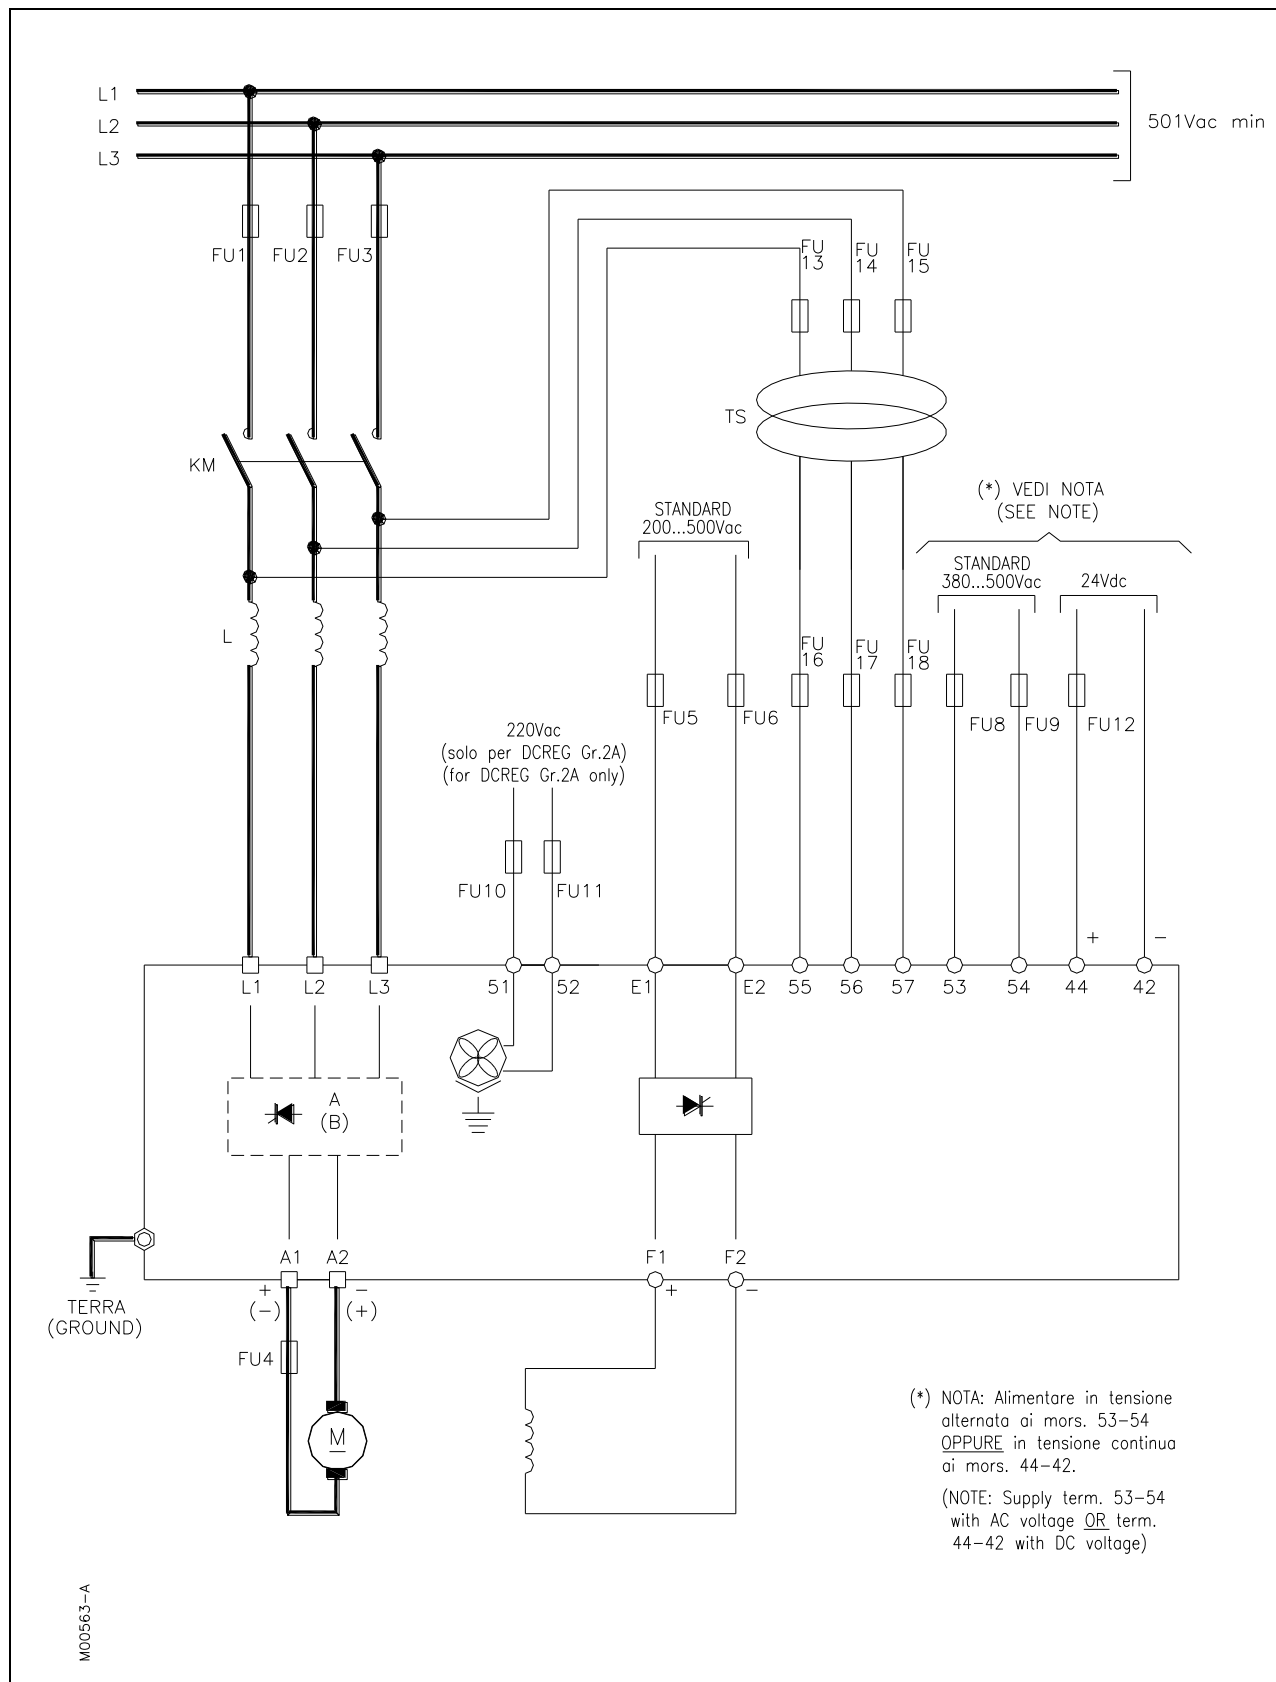 L1
L2
L3
501Vac min
FU1
FU2
FU3
FU
13
FU
14
FU
15
TS
KM
(*) VEDI NOTA
(SEE NOTE)
STANDARD
200...500Vac
STANDARD
380...500Vac
24Vdc
L
FU
16
FU
17
FU
18
FU5
FU6
FU8
FU9
FU12
220Vac
(solo per DCREG Gr.2A)
(for DCREG Gr.2A only)
FU10
FU11
+
−
L1
L2
L3
51
52
E1
E2
55
56
57
53
54
44
42
A
(B)
A1
A2
F1
F2
+
(−)
−
(+)
+
−
TERRA
(GROUND)
FU4
M
(*) NOTA: Alimentare in tensione
alternata ai mors. 53−54
OPPURE in tensione continua
ai mors. 44−42.
(NOTE: Supply term. 53−54
with AC voltage OR term.
44−42 with DC voltage)
M00563−A